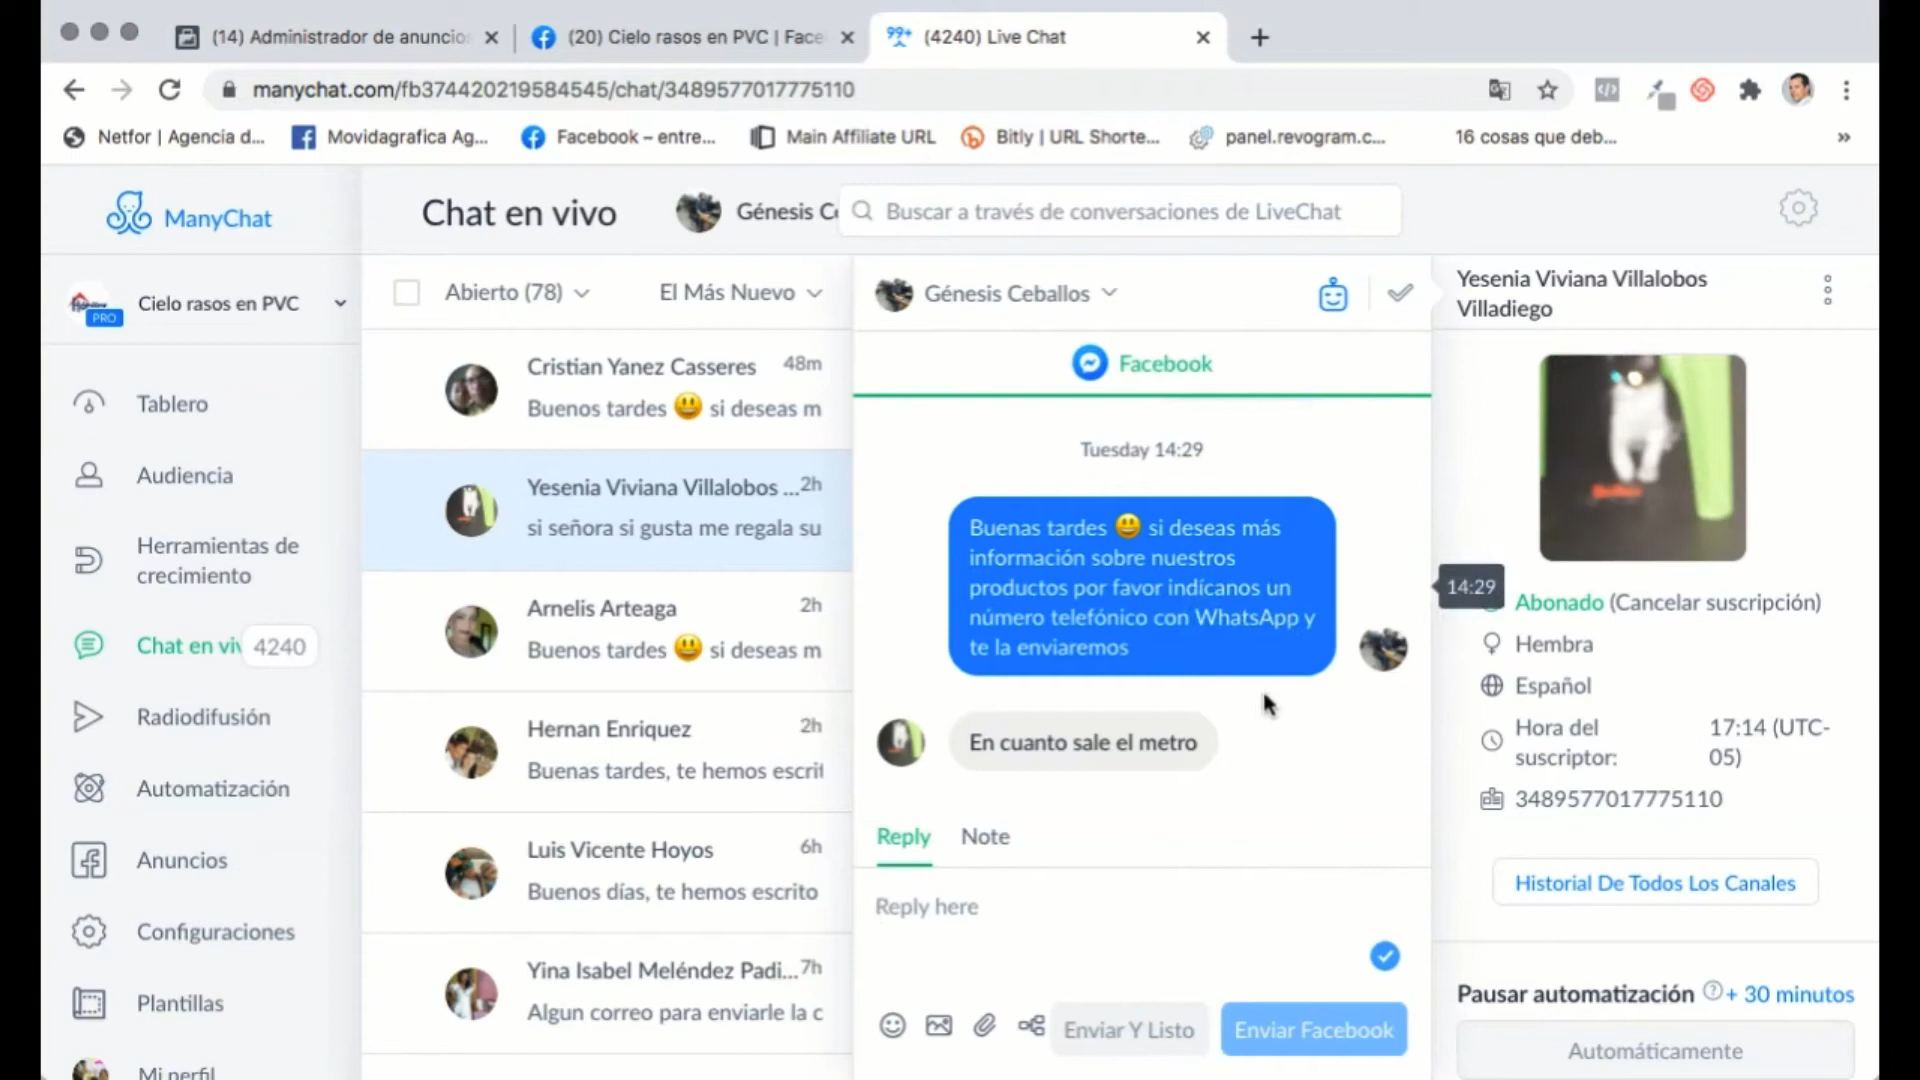 (14) Administrador de anuncios
(20) Cielo rasos en PVC | Face
99+
(4240) Live Chat
manychat.com/fb374420219584545/chat/3489577017775110
Netfor | Agencia d...
Movidagrafica Ag...
Facebook – entre...
Main Affiliate URL
Bitly | URL Shorte...
panel.revogram.c...
16 cosas que deb...
»
ManyChat
Chat en vivo
Génesis Ce
Buscar a través de conversaciones de LiveChat
Cielo rasos en PVC
PRO
Tablero
Audiencia
Herramientas de
crecimiento
Chat en viv
4240
Radiodifusión
Automatización
Anuncios
Configuraciones
Plantillas
Mi perfil
Abierto (78)
El Más Nuevo
Cristian Yanez Casseres 48m
Buenos tardes 😃 si deseas m
Yesenia Viviana Villalobos ... 2h
si señora si gusta me regala su
Arnelis Arteaga 2h
Buenos tardes 😃 si deseas m
Hernan Enriquez 2h
Buenas tardes, te hemos escrit
Luis Vicente Hoyos 6h
Buenos días, te hemos escrito
Yina Isabel Meléndez Padi... 7h
Algun correo para enviarle la c
Génesis Ceballos
Facebook
Tuesday 14:29
Buenas tardes 😃 si deseas más
información sobre nuestros
productos por favor indícanos un
número telefónico con WhatsApp y
te la enviaremos
14:29
En cuanto sale el metro
Reply
Note
Reply here
Enviar Y Listo
Enviar Facebook
Yesenia Viviana Villalobos
Villadiego
Abonado (Cancelar suscripción)
Hembra
Español
Hora del
suscriptor:
17:14 (UTC-
05)
3489577017775110
Historial De Todos Los Canales
Pausar automatización
+ 30 minutos
Automáticamente